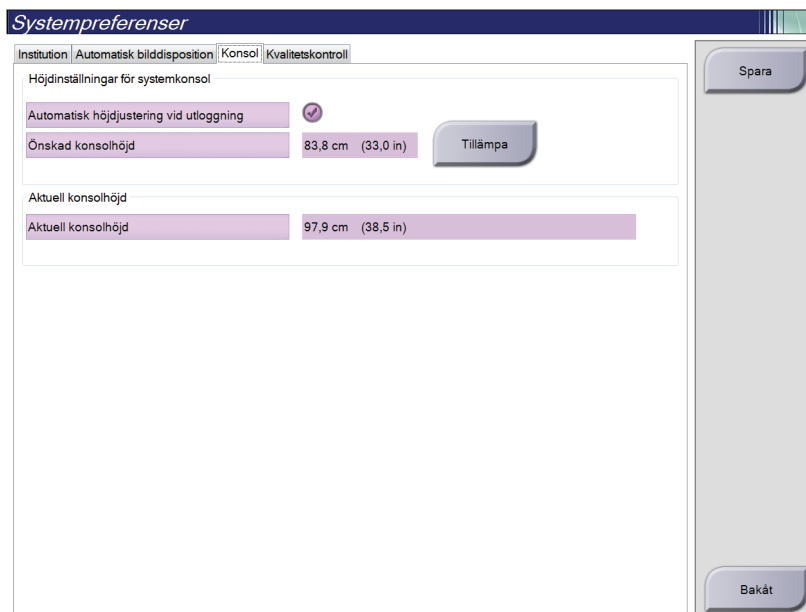 Systempreferenser
Institution Automatisk bilddisposition Konsol Kvalitetskontroll
Höjdinställningar för systemkonsol
Automatisk höjdjustering vid utloggning
Önskad konsolhöjd 83,8 cm (33,0 in) Tillämpa
Aktuell konsolhöjd
Aktuell konsolhöjd 97,9 cm (38,5 in)
Spara
Bakåt